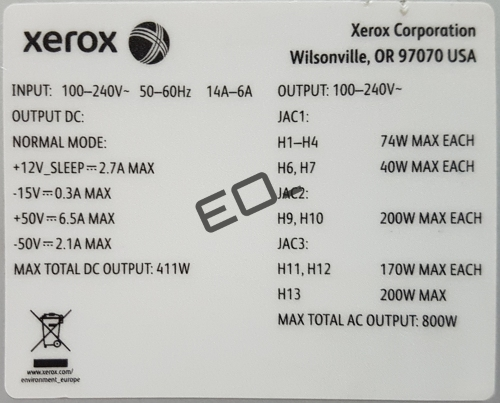 xerox
Xerox Corporation
Wilsonville, OR 97070 USA
INPUT: 100–240V~ 50–60Hz 14A–6A
OUTPUT DC:
NORMAL MODE:
+12V_SLEEP⎓2.7A MAX
-15V⎓0.3A MAX
+50V⎓6.5A MAX
-50V⎓2.1A MAX
MAX TOTAL DC OUTPUT: 411W
OUTPUT: 100–240V~
JAC1:
H1–H4 74W MAX EACH
H6, H7 40W MAX EACH
JAC2:
H9, H10 200W MAX EACH
JAC3:
H11, H12 170W MAX EACH
H13 200W MAX
MAX TOTAL AC OUTPUT: 800W
EO
www.xerox.com/
environment_europe